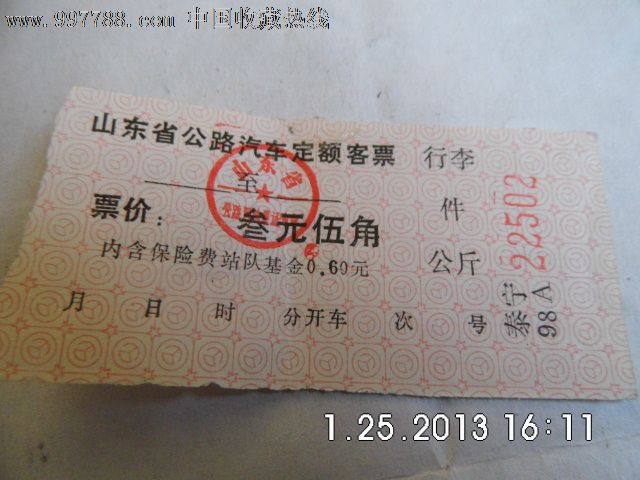 www.997788.com 中国收藏热线
山东省公路汽车定额客票
至
票价：叁元伍角
内含保险费站队基金0.60元
月 日 时 分开车 次 号
行李
件
公斤
22502
泰宁
98A
山东省
1.25.2013 16:11